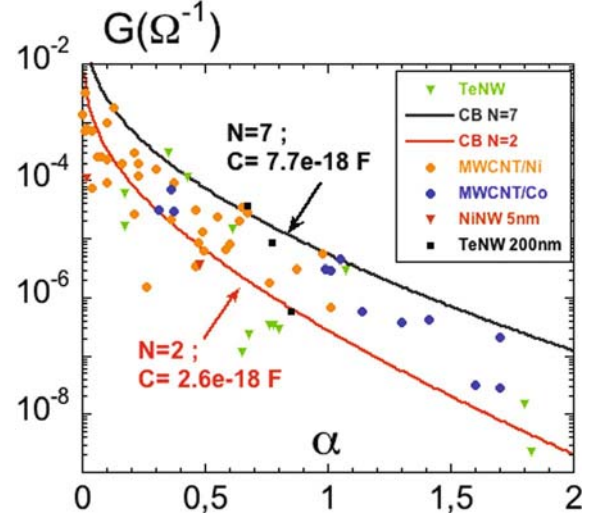 G(Ω⁻¹)
10⁻²
10⁻⁴
10⁻⁶
10⁻⁸
TeNW
CB N=7
CB N=2
MWCNT/Ni
MWCNT/Co
NiNW 5nm
TeNW 200nm
N=7 ;
C= 7.7e-18 F
N=2 ;
C= 2.6e-18 F
α
0
0,5
1
1,5
2